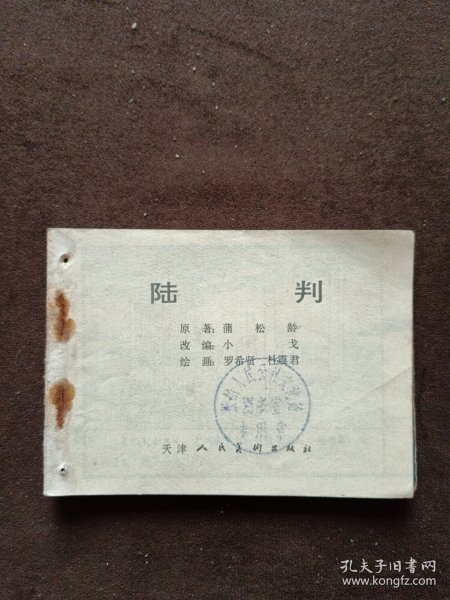 陆 判
原著:蒲松龄
改编:小戈
绘画:罗希贤 杜震君
天津人民美术出版社
孔夫子旧书网
www.kongfz.com